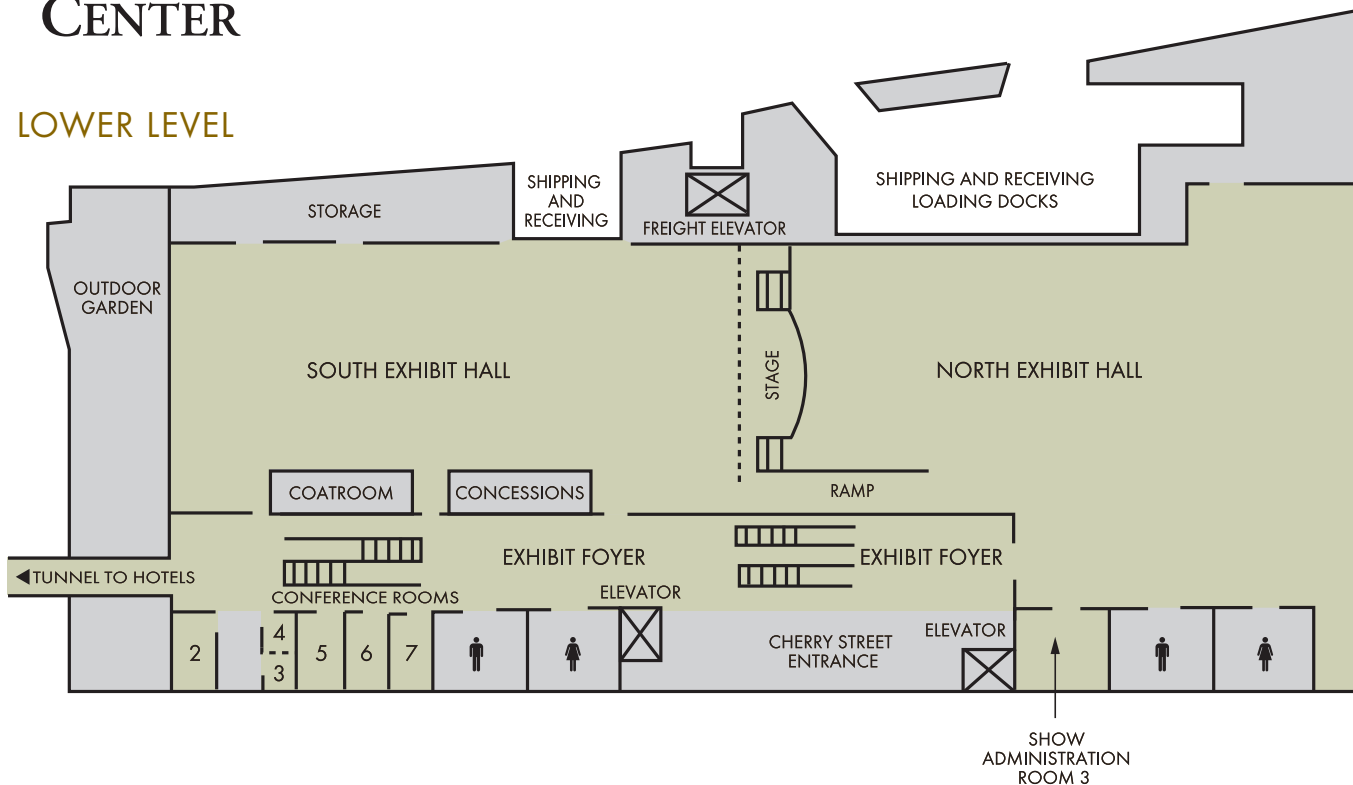 CENTER
LOWER LEVEL
SHIPPING
AND
RECEIVING
SHIPPING AND RECEIVING
LOADING DOCKS
STORAGE
FREIGHT ELEVATOR
OUTDOOR
GARDEN
SOUTH EXHIBIT HALL
STAGE
NORTH EXHIBIT HALL
COATROOM
CONCESSIONS
RAMP
EXHIBIT FOYER
EXHIBIT FOYER
TUNNEL TO HOTELS
CONFERENCE ROOMS
ELEVATOR
2
4
3
5
6
7
CHERRY STREET
ENTRANCE
ELEVATOR
SHOW
ADMINISTRATION
ROOM 3